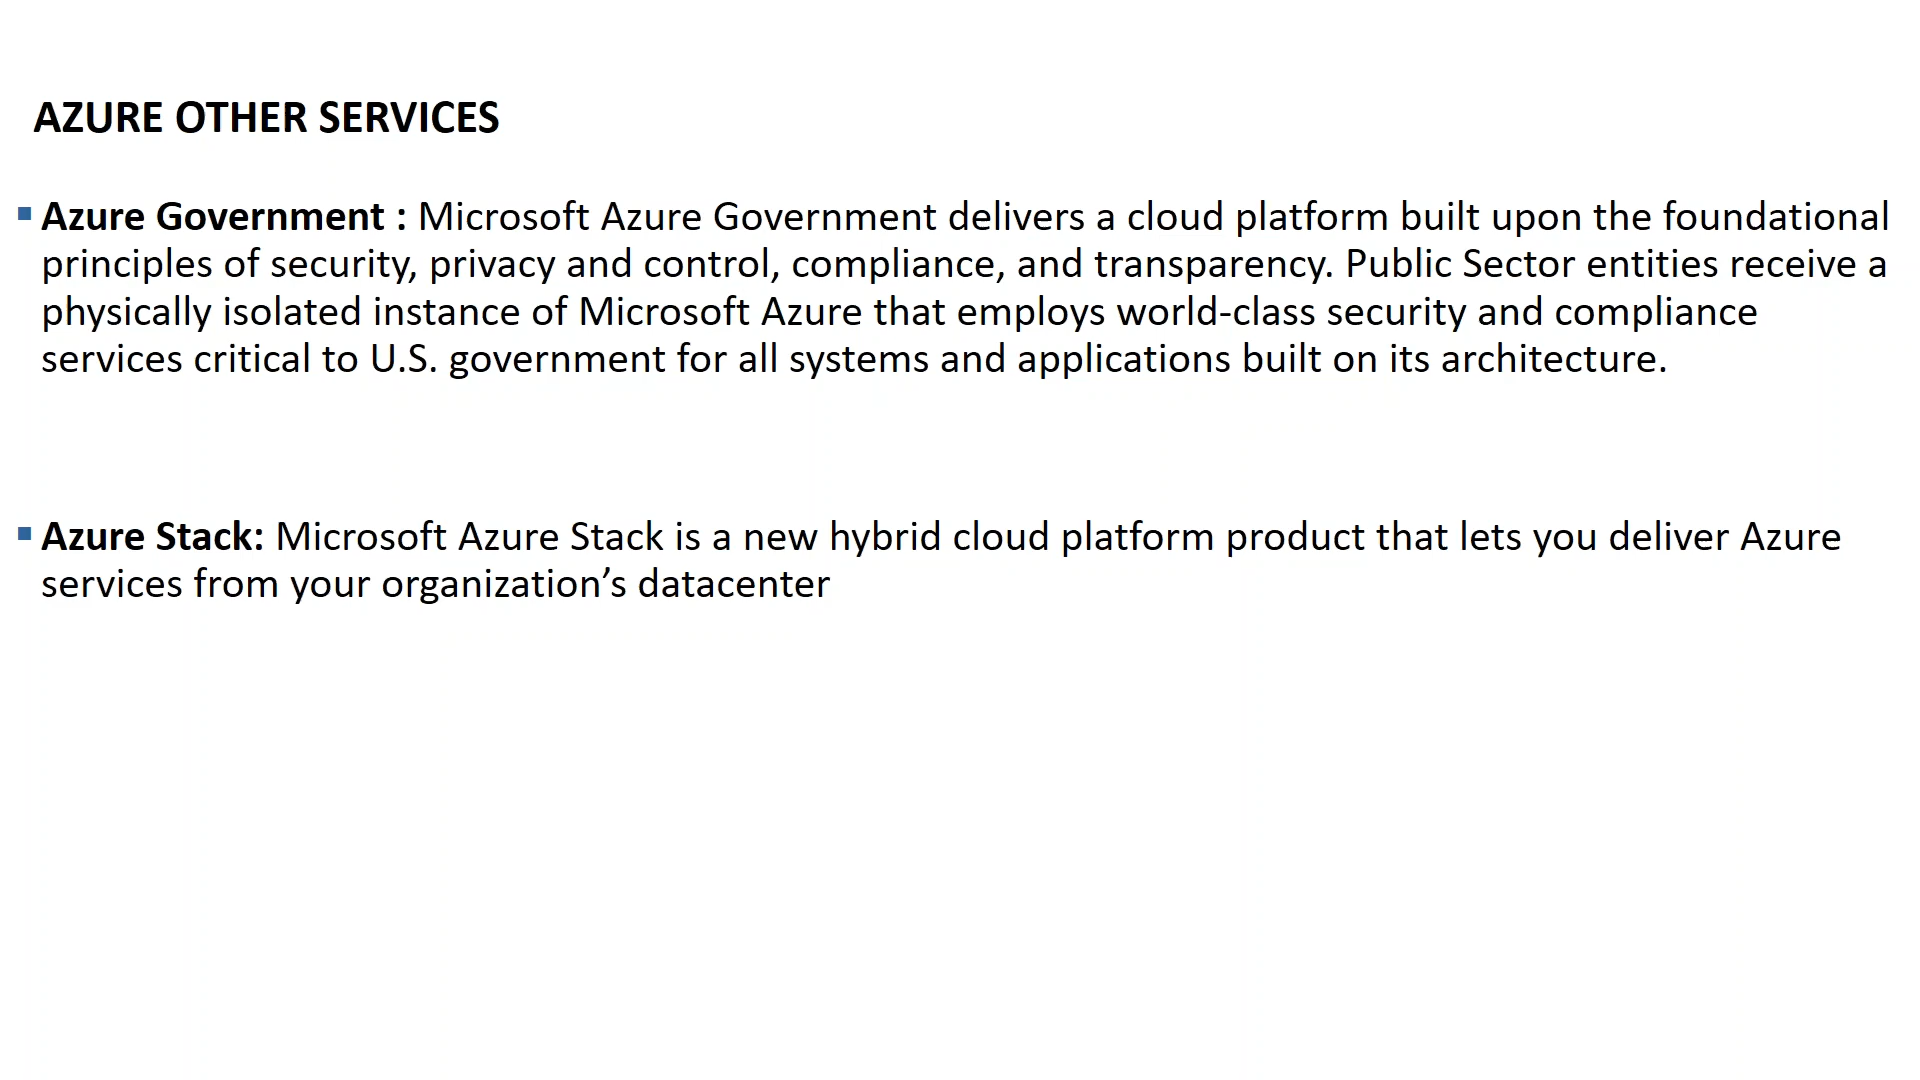 AZURE OTHER SERVICES
▪ Azure Government : Microsoft Azure Government delivers a cloud platform built upon the foundational
principles of security, privacy and control, compliance, and transparency. Public Sector entities receive a
physically isolated instance of Microsoft Azure that employs world-class security and compliance
services critical to U.S. government for all systems and applications built on its architecture.
▪ Azure Stack: Microsoft Azure Stack is a new hybrid cloud platform product that lets you deliver Azure
services from your organization’s datacenter